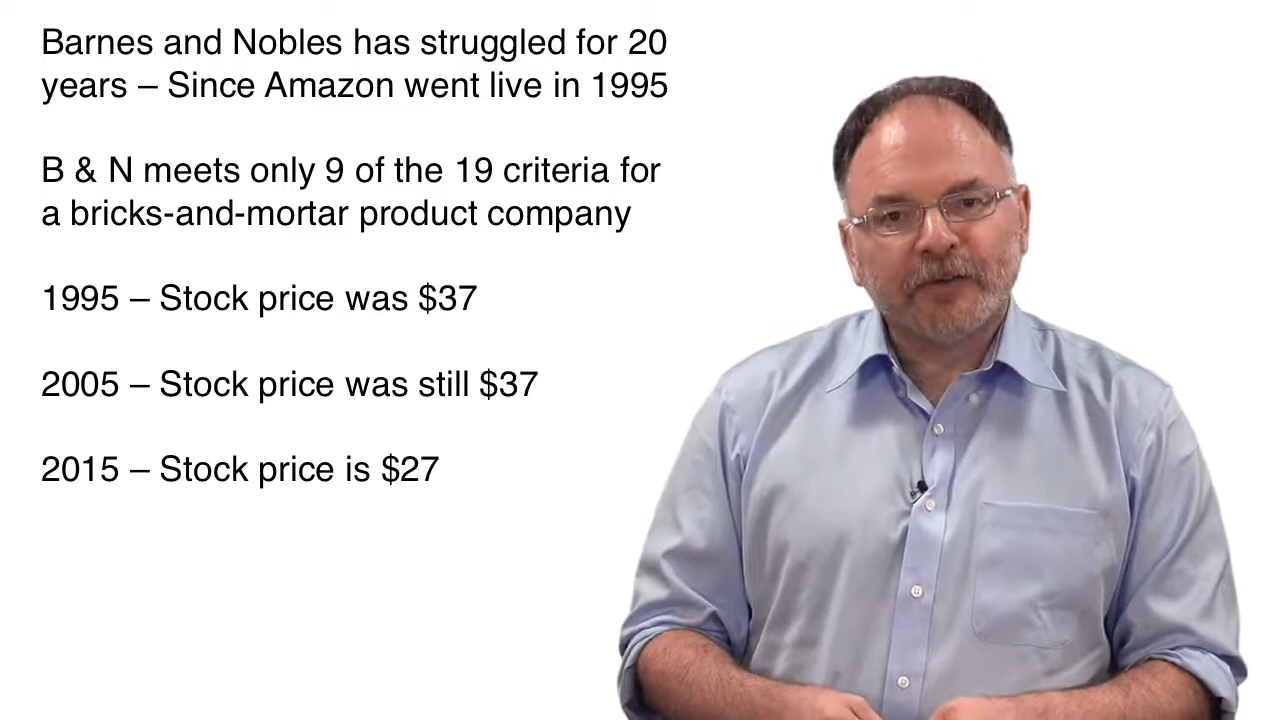 Barnes and Nobles has struggled for 20
years – Since Amazon went live in 1995
B & N meets only 9 of the 19 criteria for
a bricks-and-mortar product company
1995 – Stock price was $37
2005 – Stock price was still $37
2015 – Stock price is $27